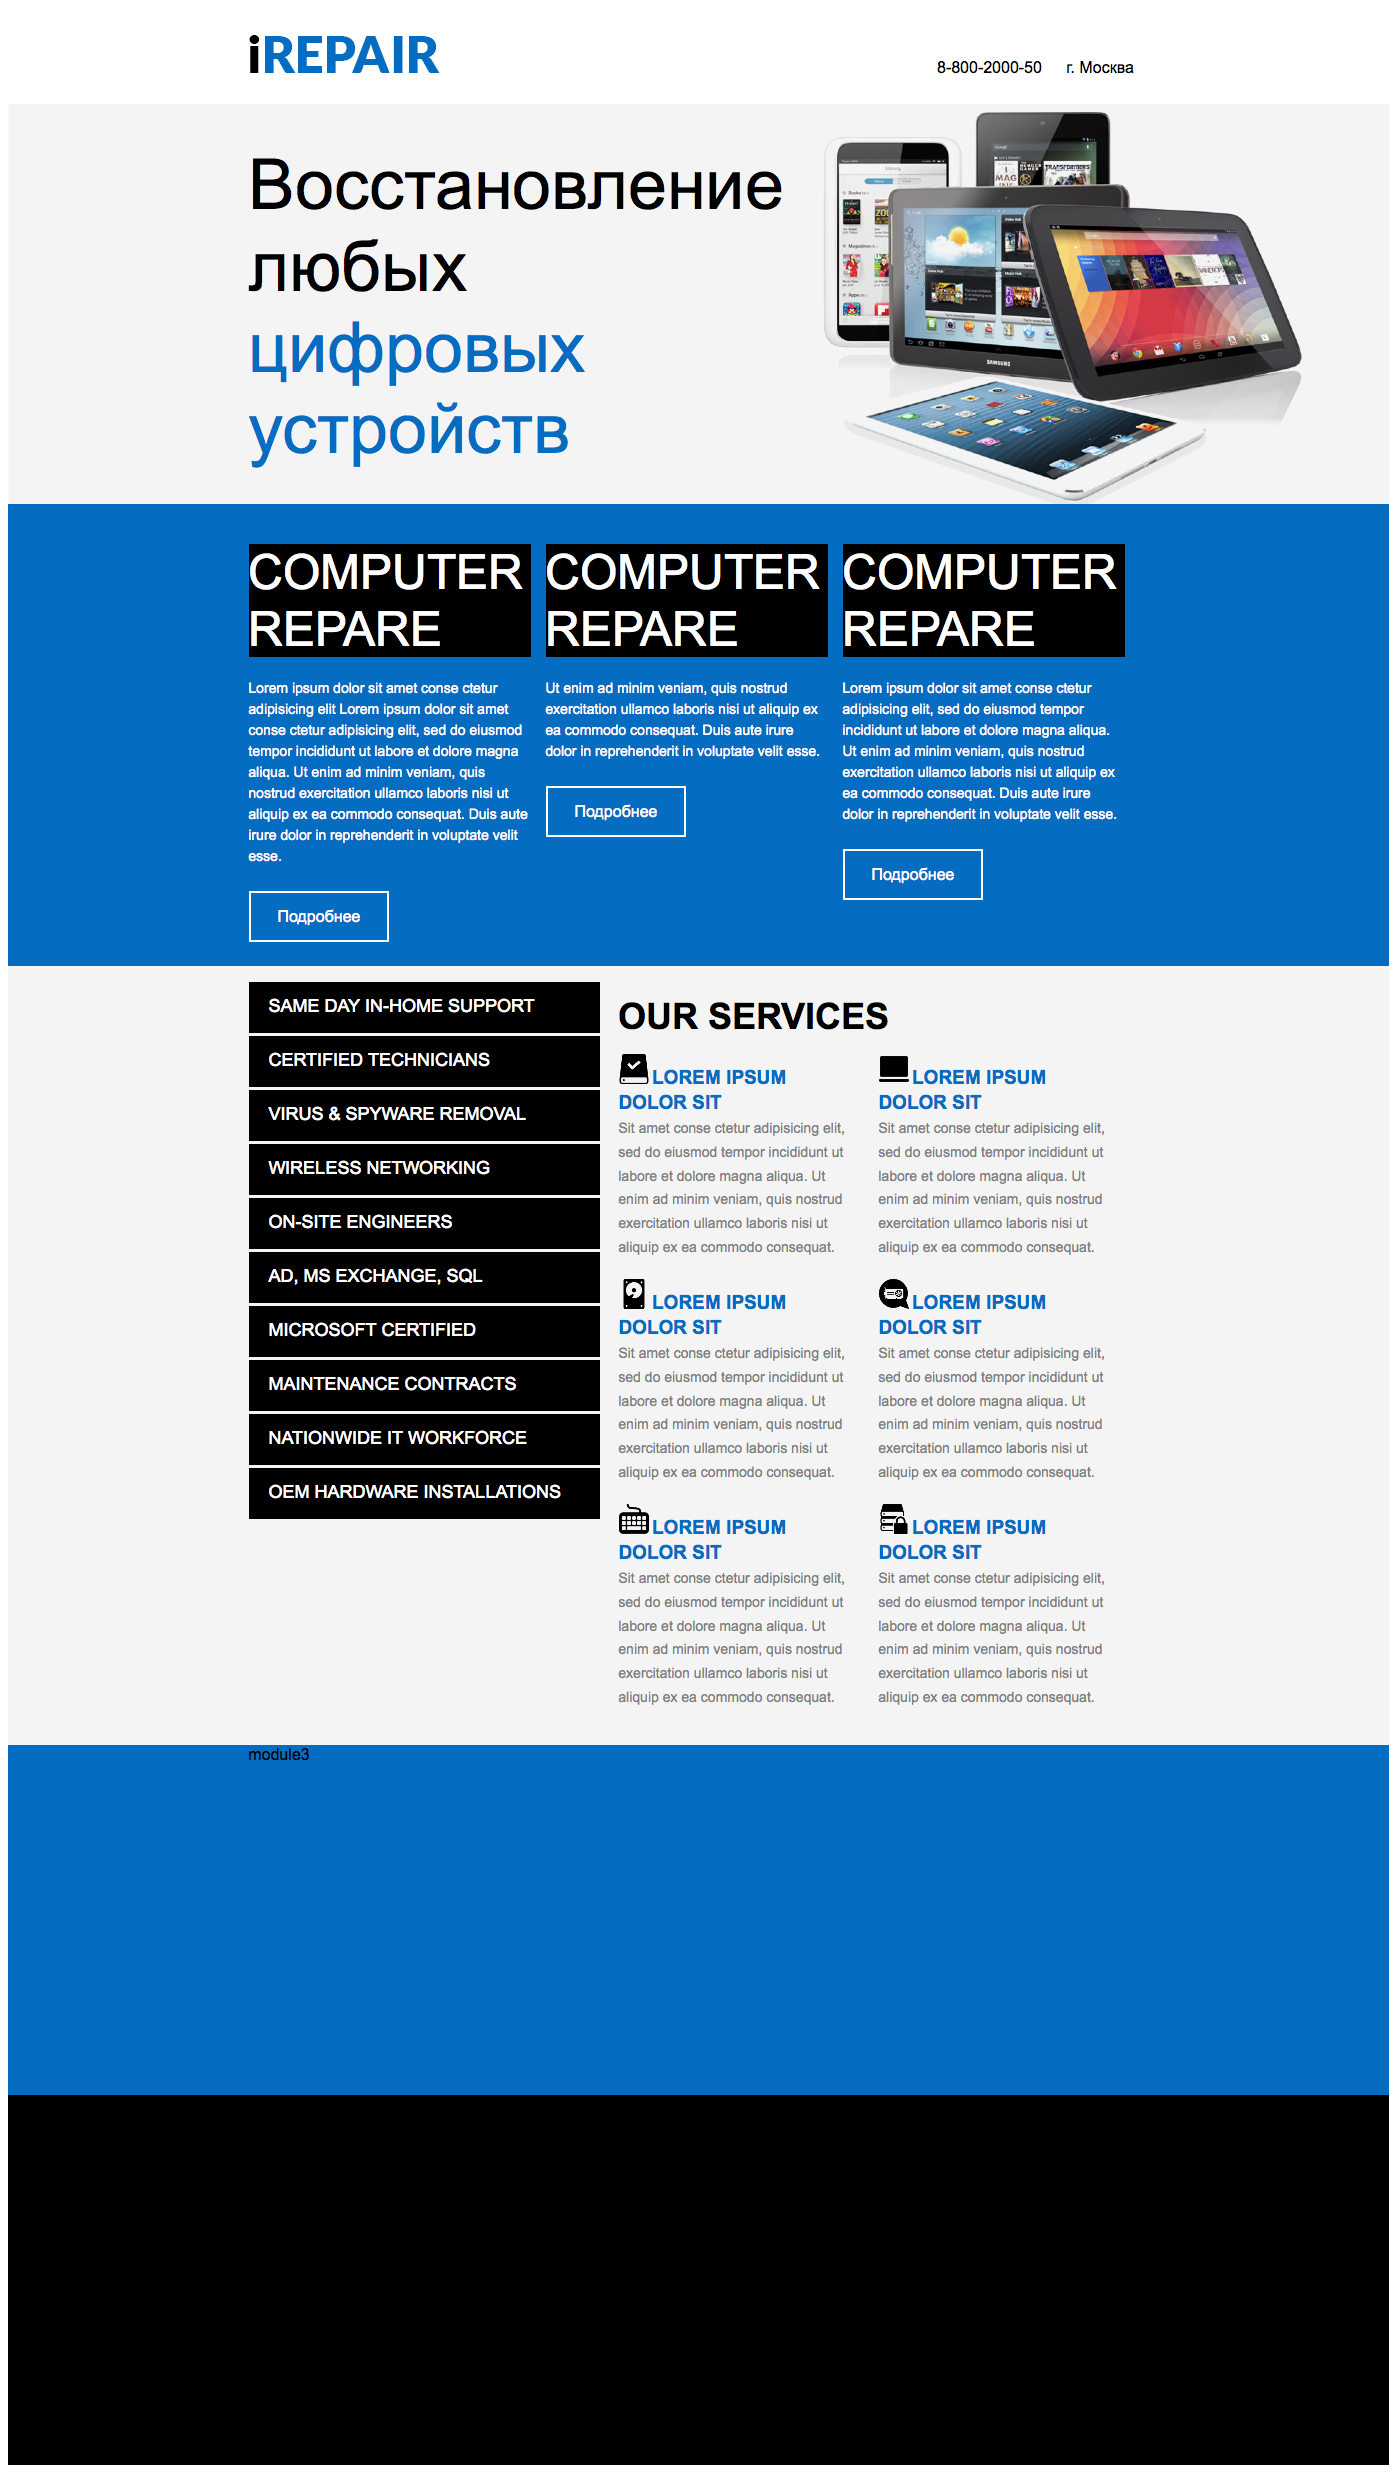 iREPAIR
8-800-2000-50 г. Москва
Восстановление
любых
цифровых
устройств
SAMSUNG
COMPUTER
REPARE
Lorem ipsum dolor sit amet conse ctetur
adipisicing elit Lorem ipsum dolor sit amet
conse ctetur adipisicing elit, sed do eiusmod
tempor incididunt ut labore et dolore magna
aliqua. Ut enim ad minim veniam, quis
nostrud exercitation ullamco laboris nisi ut
aliquip ex ea commodo consequat. Duis aute
irure dolor in reprehenderit in voluptate velit
esse.
Подробнее
COMPUTER
REPARE
Ut enim ad minim veniam, quis nostrud
exercitation ullamco laboris nisi ut aliquip ex
ea commodo consequat. Duis aute irure
dolor in reprehenderit in voluptate velit esse.
Подробнее
COMPUTER
REPARE
Lorem ipsum dolor sit amet conse ctetur
adipisicing elit, sed do eiusmod tempor
incididunt ut labore et dolore magna aliqua.
Ut enim ad minim veniam, quis nostrud
exercitation ullamco laboris nisi ut aliquip ex
ea commodo consequat. Duis aute irure
dolor in reprehenderit in voluptate velit esse.
Подробнее
SAME DAY IN-HOME SUPPORT
CERTIFIED TECHNICIANS
VIRUS & SPYWARE REMOVAL
WIRELESS NETWORKING
ON-SITE ENGINEERS
AD, MS EXCHANGE, SQL
MICROSOFT CERTIFIED
MAINTENANCE CONTRACTS
NATIONWIDE IT WORKFORCE
OEM HARDWARE INSTALLATIONS
OUR SERVICES
LOREM IPSUM
DOLOR SIT
Sit amet conse ctetur adipisicing elit,
sed do eiusmod tempor incididunt ut
labore et dolore magna aliqua. Ut
enim ad minim veniam, quis nostrud
exercitation ullamco laboris nisi ut
aliquip ex ea commodo consequat.
LOREM IPSUM
DOLOR SIT
Sit amet conse ctetur adipisicing elit,
sed do eiusmod tempor incididunt ut
labore et dolore magna aliqua. Ut
enim ad minim veniam, quis nostrud
exercitation ullamco laboris nisi ut
aliquip ex ea commodo consequat.
LOREM IPSUM
DOLOR SIT
Sit amet conse ctetur adipisicing elit,
sed do eiusmod tempor incididunt ut
labore et dolore magna aliqua. Ut
enim ad minim veniam, quis nostrud
exercitation ullamco laboris nisi ut
aliquip ex ea commodo consequat.
LOREM IPSUM
DOLOR SIT
Sit amet conse ctetur adipisicing elit,
sed do eiusmod tempor incididunt ut
labore et dolore magna aliqua. Ut
enim ad minim veniam, quis nostrud
exercitation ullamco laboris nisi ut
aliquip ex ea commodo consequat.
LOREM IPSUM
DOLOR SIT
Sit amet conse ctetur adipisicing elit,
sed do eiusmod tempor incididunt ut
labore et dolore magna aliqua. Ut
enim ad minim veniam, quis nostrud
exercitation ullamco laboris nisi ut
aliquip ex ea commodo consequat.
LOREM IPSUM
DOLOR SIT
Sit amet conse ctetur adipisicing elit,
sed do eiusmod tempor incididunt ut
labore et dolore magna aliqua. Ut
enim ad minim veniam, quis nostrud
exercitation ullamco laboris nisi ut
aliquip ex ea commodo consequat.
module3